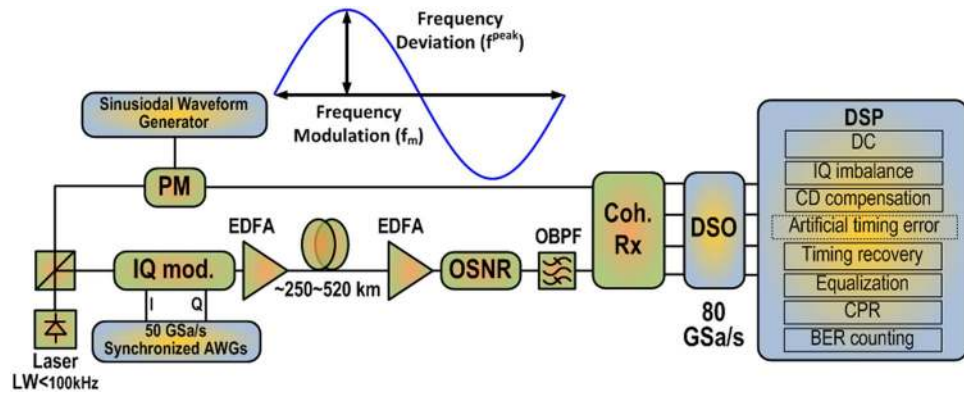 Frequency
Deviation (f^peak)
Frequency
Modulation (fₘ)
Sinusiodal Waveform
Generator
PM
EDFA
EDFA
IQ mod.
~250~520 km
OSNR
OBPF
Coh.
Rx
DSO
80
GSa/s
I
Q
50 GSa/s
Synchronized AWGs
Laser
LW<100kHz
DSP
DC
IQ imbalance
CD compensation
Artificial timing error
Timing recovery
Equalization
CPR
BER counting